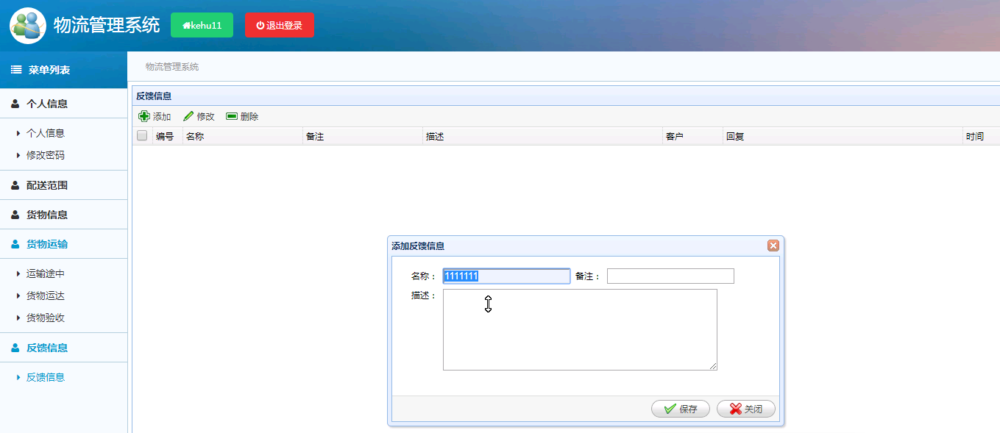 物流管理系统
kehu11
退出登录
菜单列表
个人信息
个人信息
修改密码
配送范围
货物信息
货物运输
运输途中
货物运达
货物验收
反馈信息
反馈信息
物流管理系统
反馈信息
添加 修改 删除
编号 名称 备注 描述 客户 回复 时间
添加反馈信息
名称： 1111111 备注：
描述：
保存 关闭